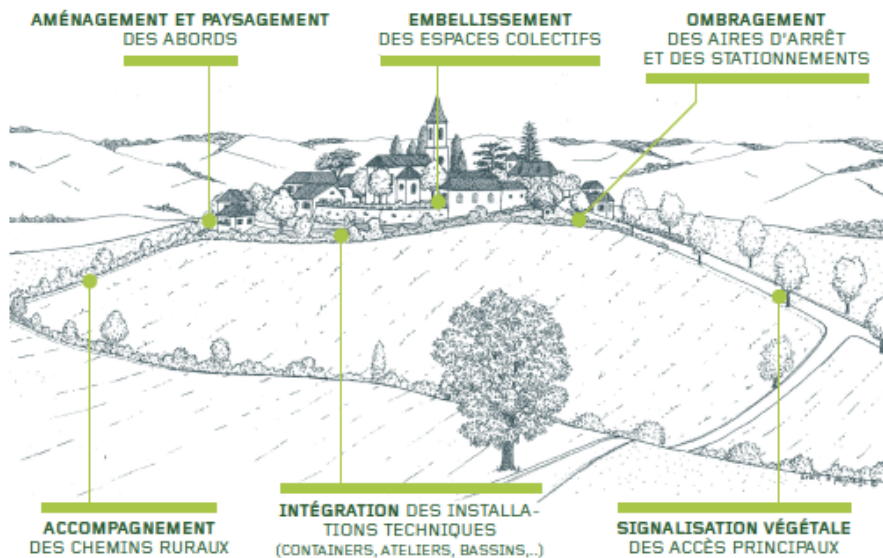 AMÉNAGEMENT ET PAYSAGEMENT
DES ABORDS
EMBELLISSEMENT
DES ESPACES COLECTIFS
OMBRAGEMENT
DES AIRES D'ARRÊT
ET DES STATIONNEMENTS
ACCOMPAGNEMENT
DES CHEMINS RURAUX
INTÉGRATION DES INSTALLA-
TIONS TECHNIQUES
(CONTAINERS, ATELIERS, BASSINS,..)
SIGNALISATION VÉGÉTALE
DES ACCÈS PRINCIPAUX